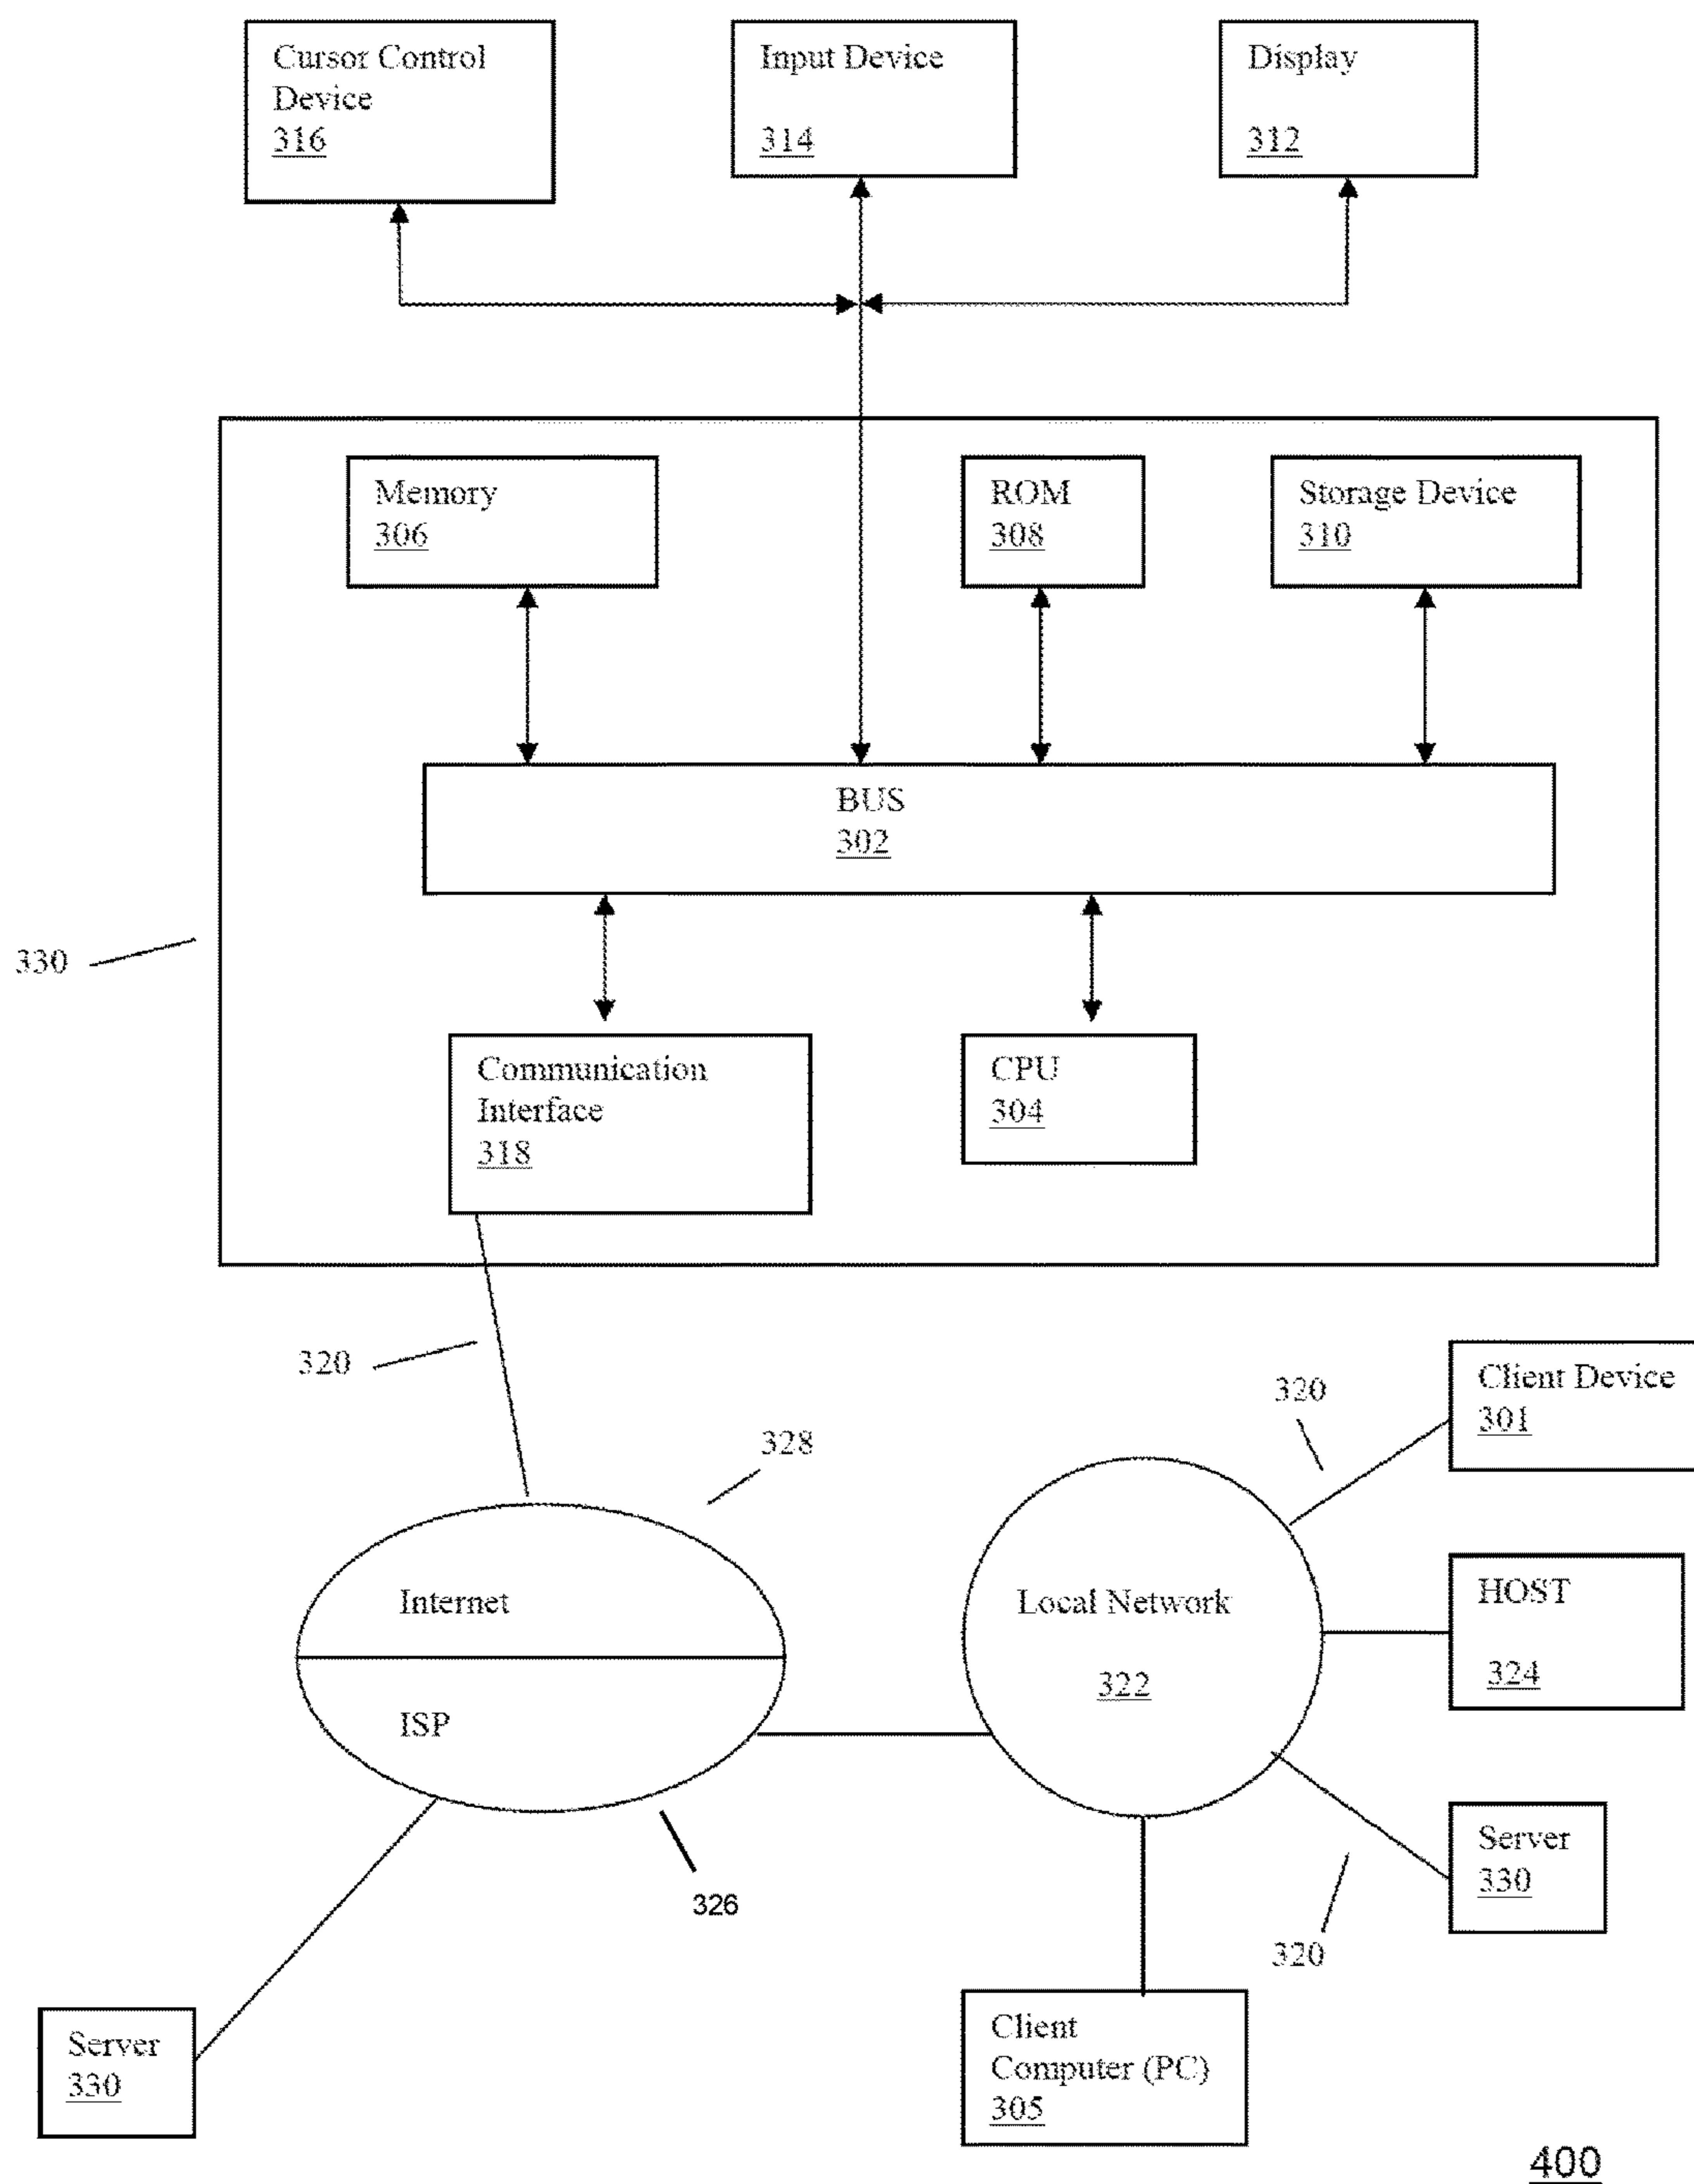 Cursor Control
Device
316
Input Device
314
Display
312
Memory
306
ROM
308
Storage Device
310
BUS
302
330
Communication
Interface
318
CPU
304
320
328
320
Client Device
301
Internet
ISP
326
Local Network
322
HOST
324
Server
330
320
Server
330
Client
Computer (PC)
305
400